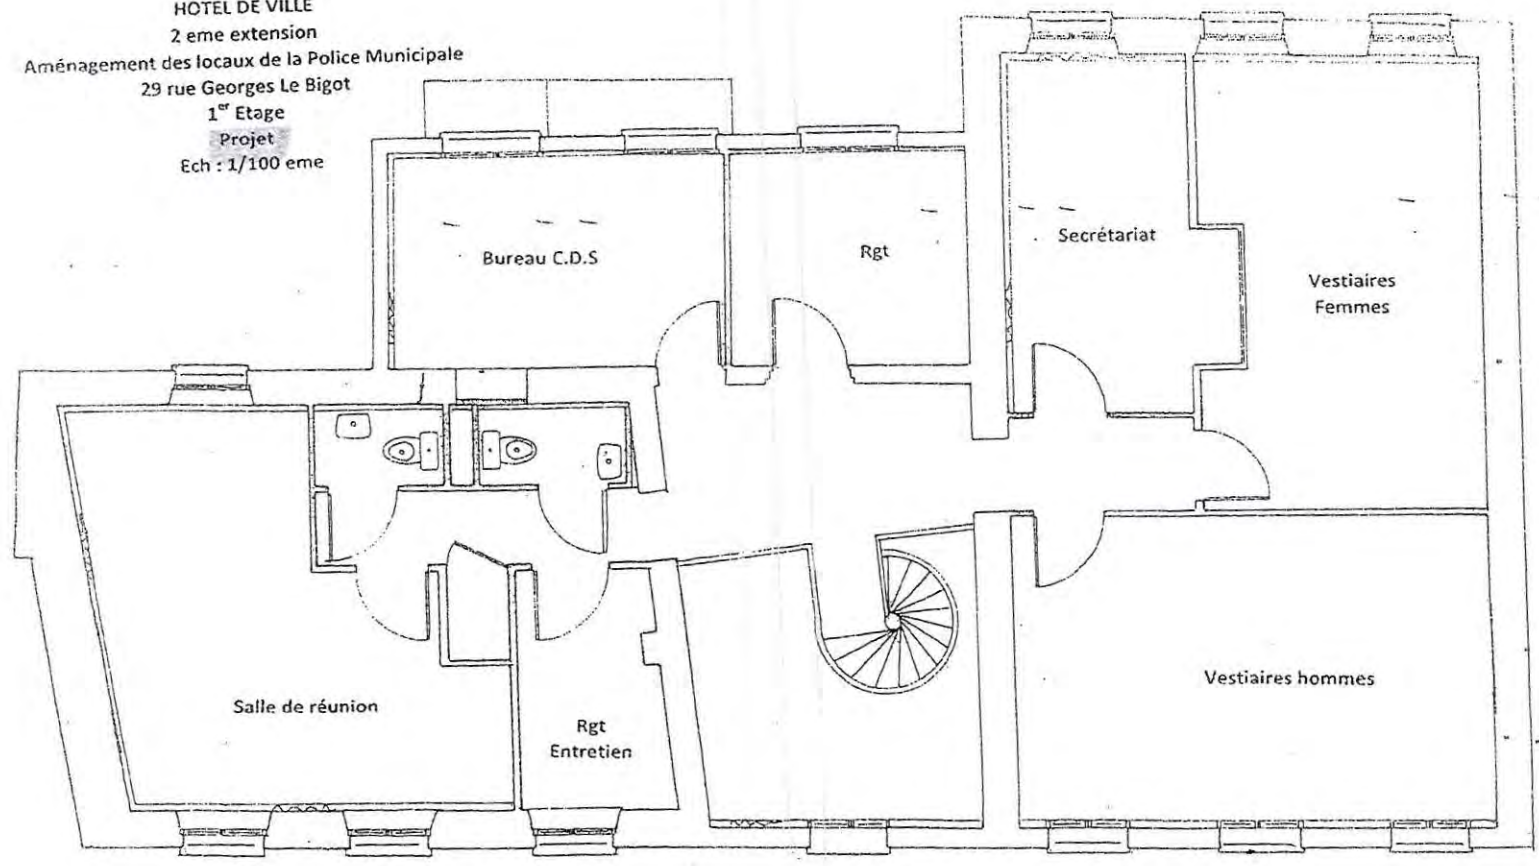 HOTEL DE VILLE
2 eme extension
Aménagement des locaux de la Police Municipale
29 rue Georges Le Bigot
1er Etage
Projet
Ech : 1/100 eme
Bureau C.D.S
Rgt
Secrétariat
Vestiaires
Femmes
Salle de réunion
Rgt
Entretien
Vestiaires hommes